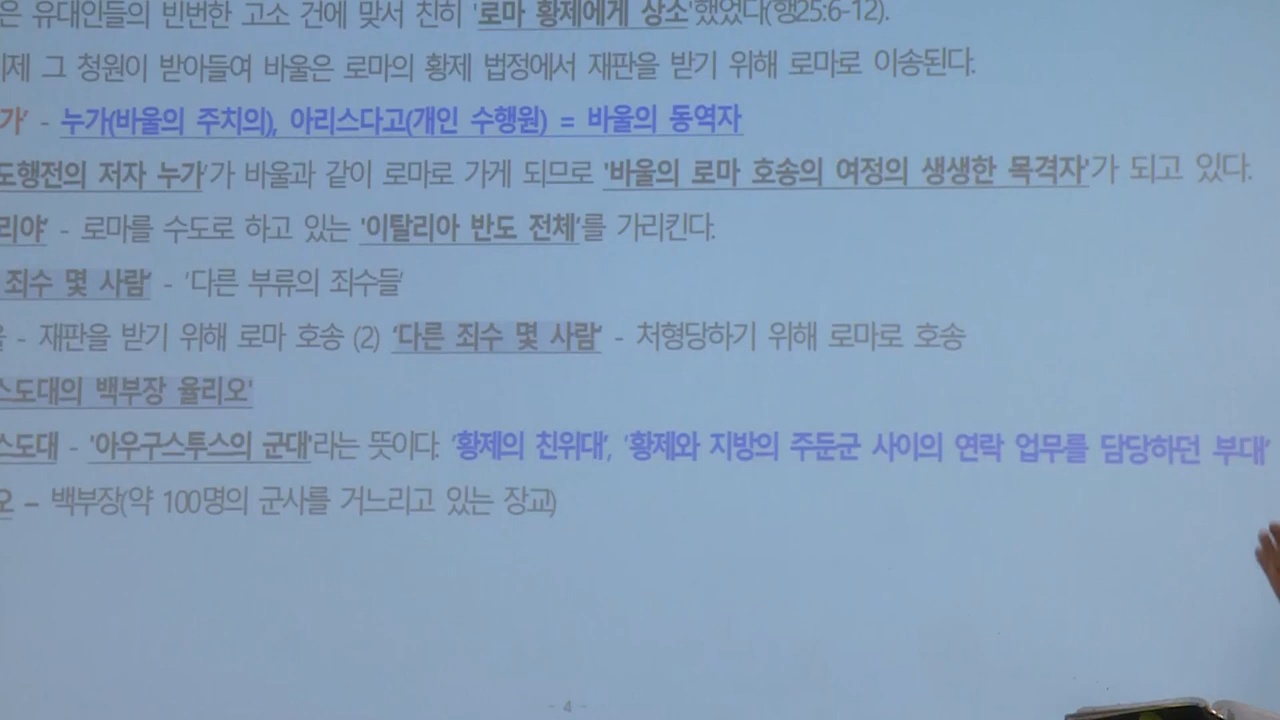 은 유대인들의 빈번한 고소 건에 맞서 친히 '로마 황제에게 상소'했었다(행25:6-12).
이제 그 청원이 받아들여 바울은 로마의 황제 법정에서 재판을 받기 위해 로마로 이송된다.
가' - 누가(바울의 주치의), 아리스다고(개인 수행원) = 바울의 동역자
도행전의 저자 누가'가 바울과 같이 로마로 가게 되므로 '바울의 로마 호송의 여정의 생생한 목격자'가 되고 있다.
리야' - 로마를 수도로 하고 있는 '이탈리아 반도 전체'를 가리킨다.
죄수 몇 사람' - '다른 부류의 죄수들'
울 - 재판을 받기 위해 로마 호송 (2) '다른 죄수 몇 사람' - 처형당하기 위해 로마로 호송
스도대의 백부장 율리오'
스도대 - '아우구스투스의 군대'라는 뜻이다. '황제의 친위대', '황제와 지방의 주둔군 사이의 연락 업무를 담당하던 부대'
오 – 백부장(약 100명의 군사를 거느리고 있는 장교)
- 4 -